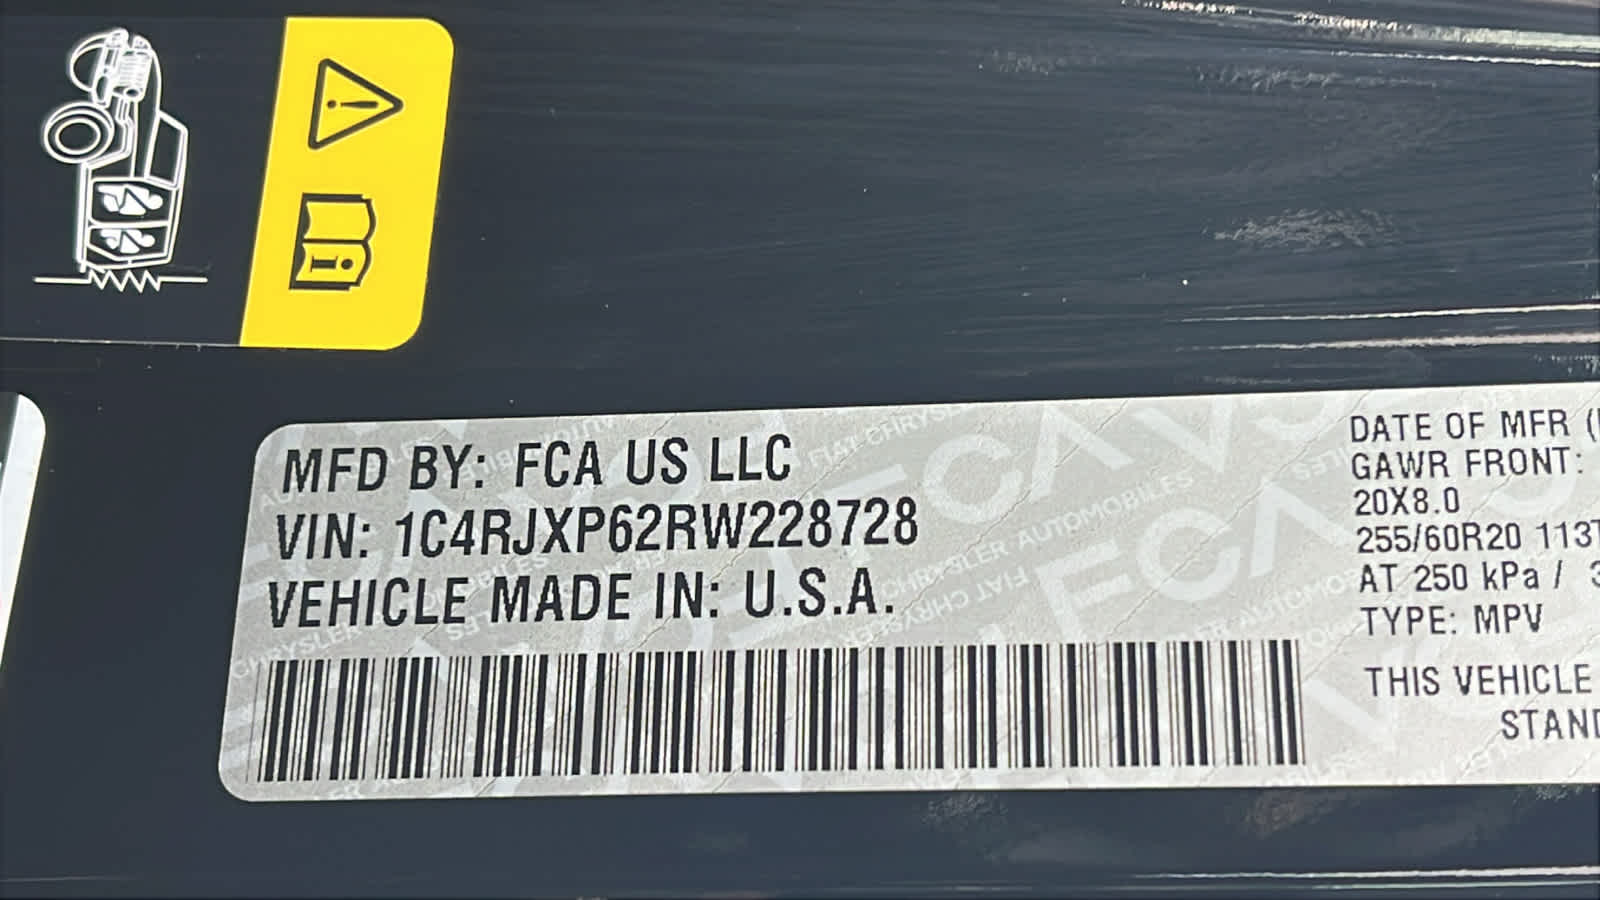 MFD BY: FCA US LLC
VIN: 1C4RJXP62RW228728
VEHICLE MADE IN: U.S.A.
DATE OF MFR
GAWR FRONT:
20X8.0
255/60R20 113T
AT 250 kPa /
TYPE: MPV
THIS VEHICLE